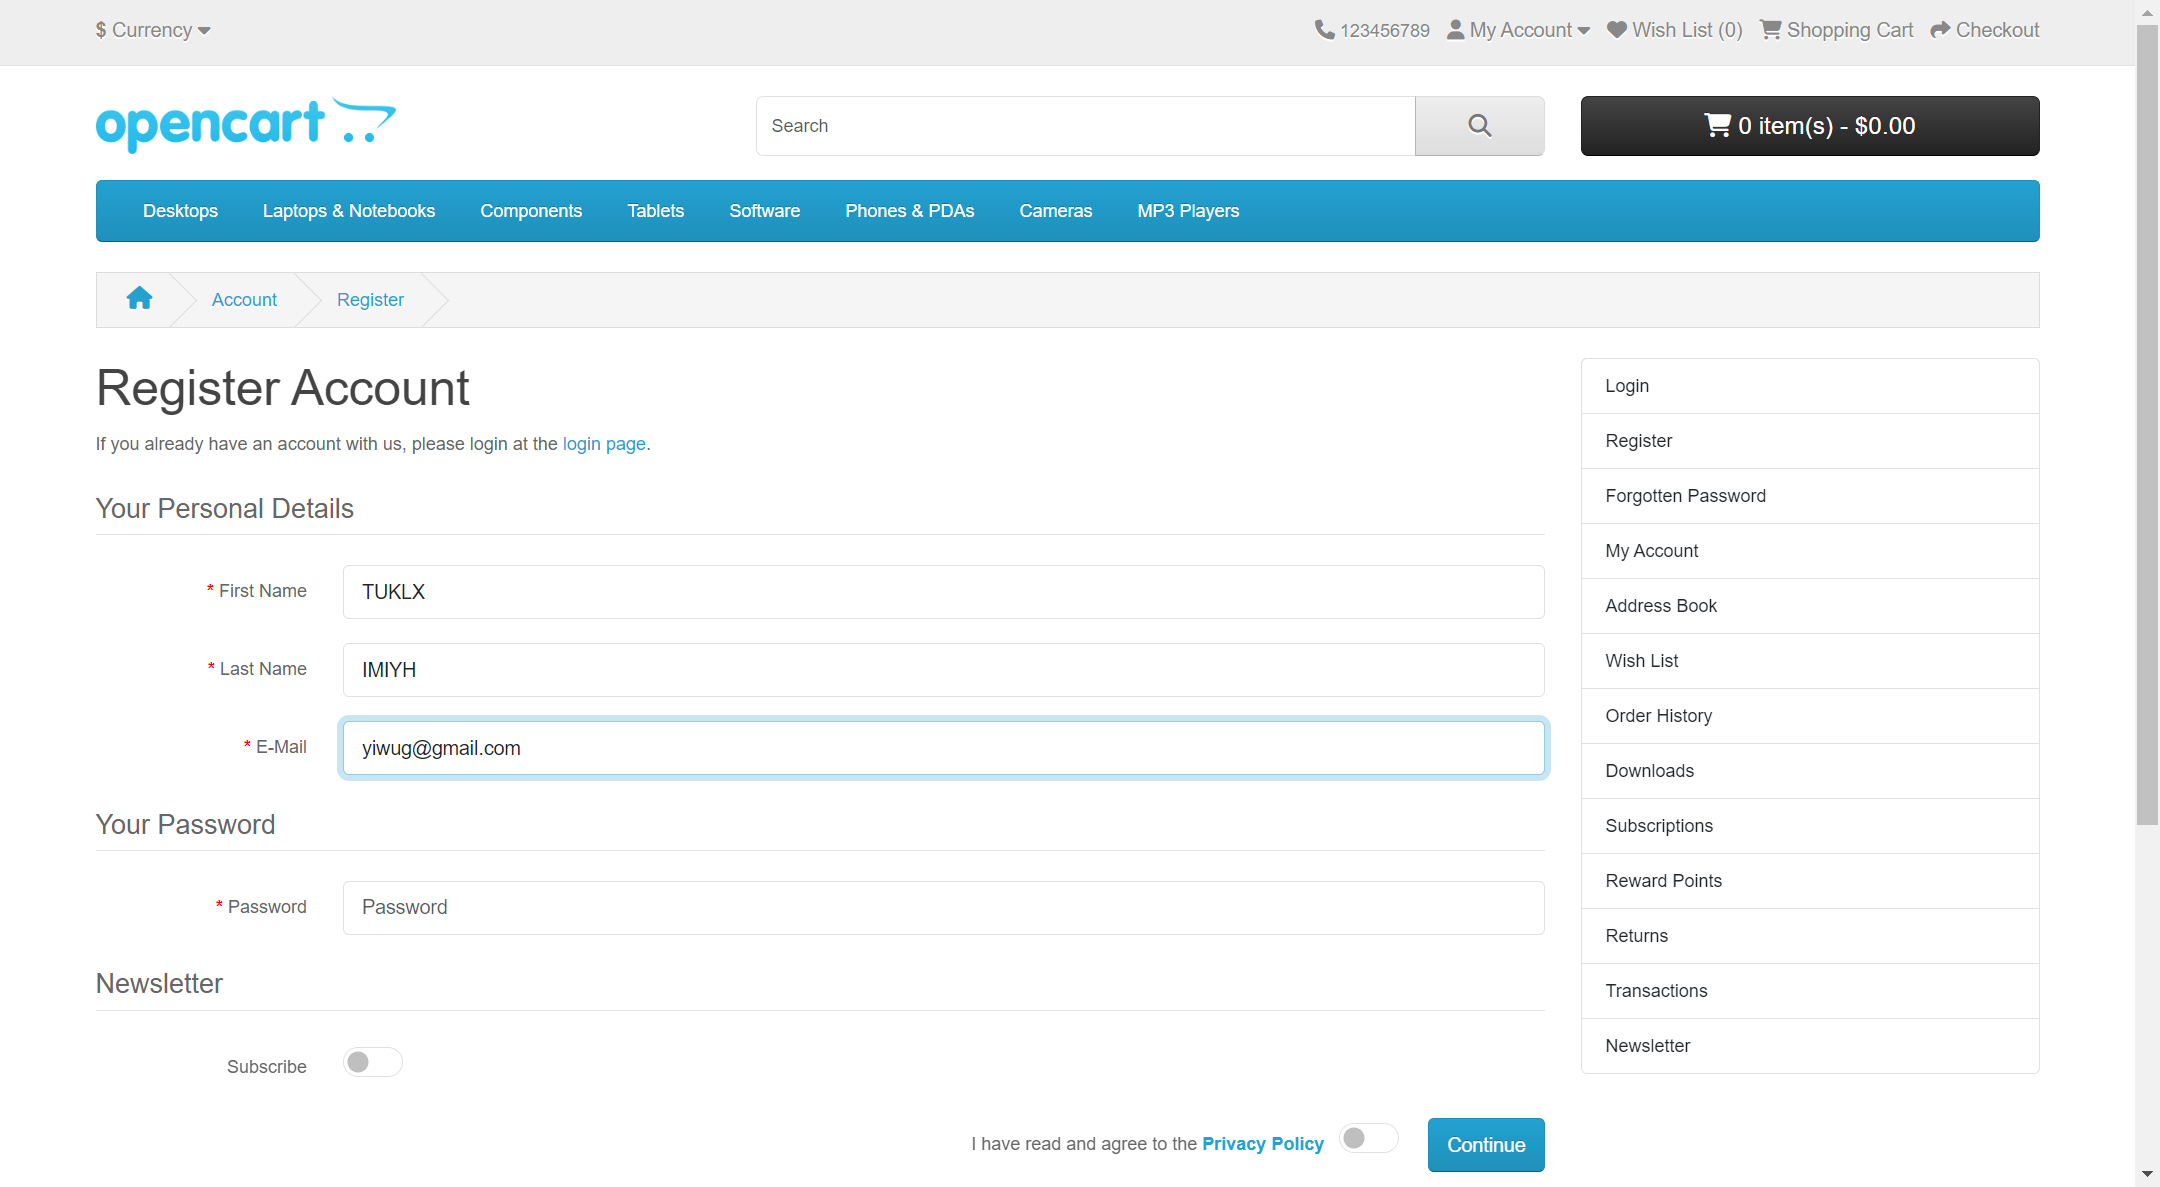 $ Currency
123456789 My Account Wish List (0) Shopping Cart Checkout
opencart
Search
0 item(s) - $0.00
Desktops Laptops & Notebooks Components Tablets Software Phones & PDAs Cameras MP3 Players
Account Register
Register Account
If you already have an account with us, please login at the login page.
Your Personal Details
* First Name TUKLX
* Last Name IMIYH
* E-Mail yiwug@gmail.com
Your Password
* Password Password
Newsletter
Subscribe
I have read and agree to the Privacy Policy Continue
Login
Register
Forgotten Password
My Account
Address Book
Wish List
Order History
Downloads
Subscriptions
Reward Points
Returns
Transactions
Newsletter